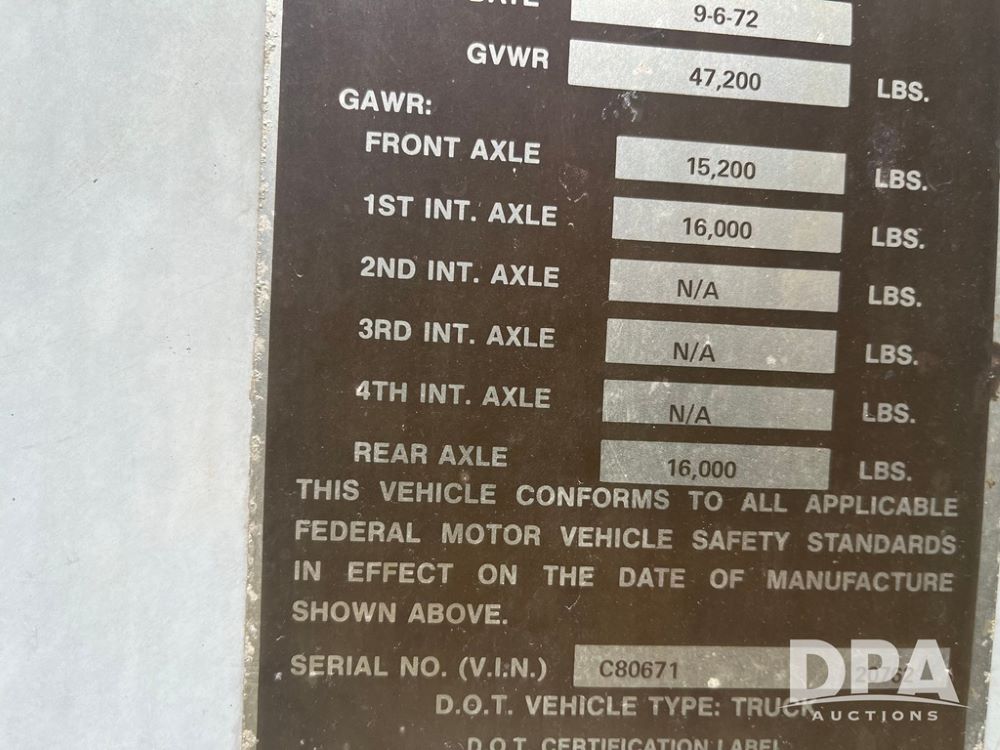 DATE 9-6-72
GVWR 47,200 LBS.
GAWR:
FRONT AXLE 15,200 LBS.
1ST INT. AXLE 16,000 LBS.
2ND INT. AXLE N/A LBS.
3RD INT. AXLE N/A LBS.
4TH INT. AXLE N/A LBS.
REAR AXLE 16,000 LBS.
THIS VEHICLE CONFORMS TO ALL APPLICABLE
FEDERAL MOTOR VEHICLE SAFETY STANDARDS
IN EFFECT ON THE DATE OF MANUFACTURE
SHOWN ABOVE.
SERIAL NO. (V.I.N.) C80671
D.O.T. VEHICLE TYPE: TRUCK
D.O.T. CERTIFICATION LABEL
DPA
AUCTIONS